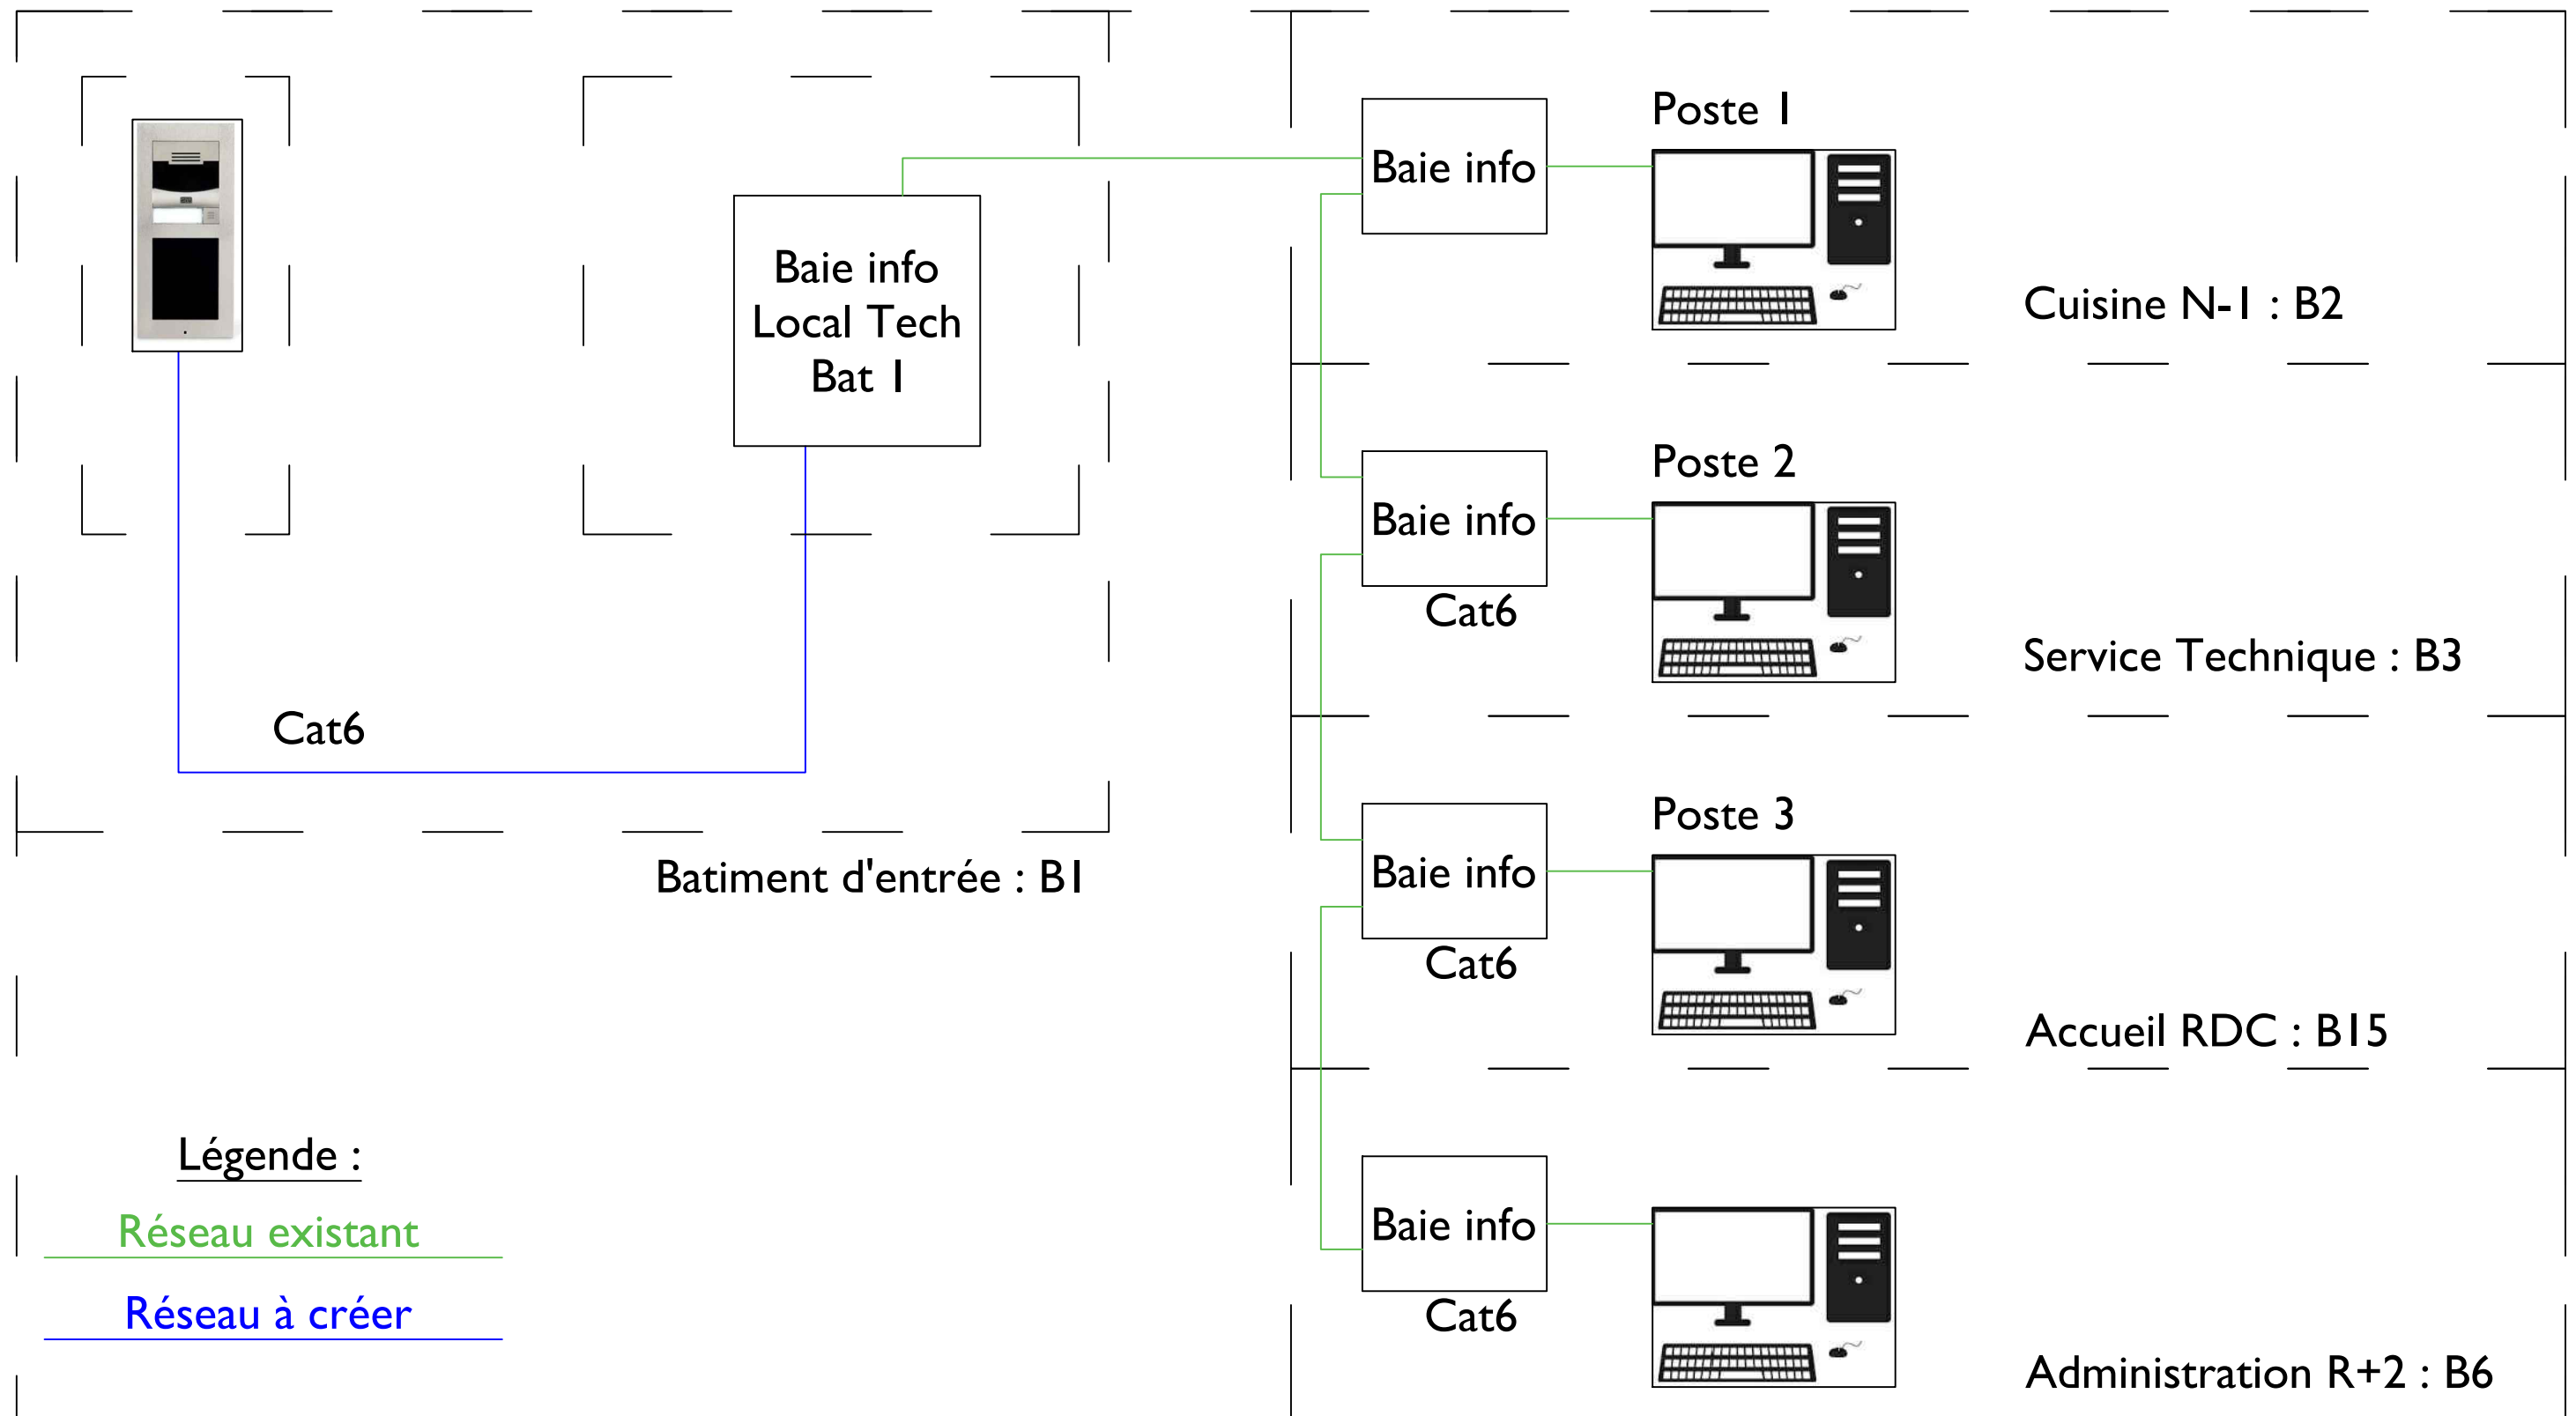 Poste 1
Baie info
Cuisine N-1 : B2
Baie info
Local Tech
Bat 1
Poste 2
Baie info
Cat6
Service Technique : B3
Cat6
Batiment d'entrée : B1
Poste 3
Baie info
Cat6
Accueil RDC : B15
Légende :
Réseau existant
Réseau à créer
Baie info
Cat6
Administration R+2 : B6